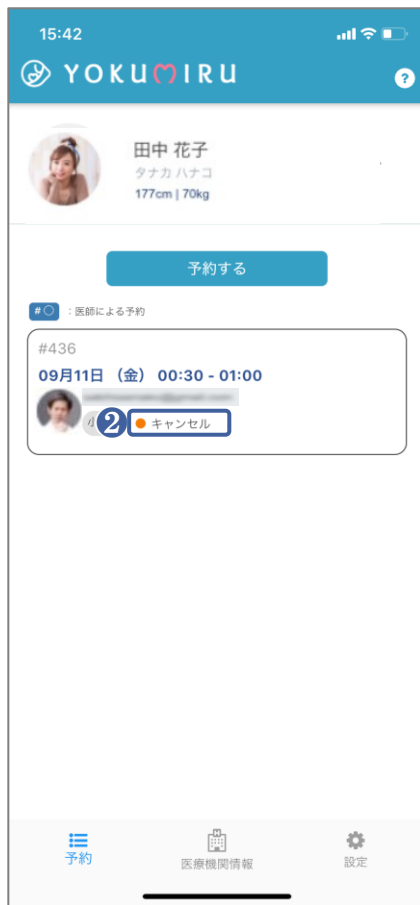 15:42
YOKUMIRU
?
田中 花子
タナカ ハナコ
177cm | 70kg
予約する
#〇 :医師による予約
#436
09月11日 (金) 00:30 - 01:00
小
2
キャンセル
予約
医療機関情報
設定